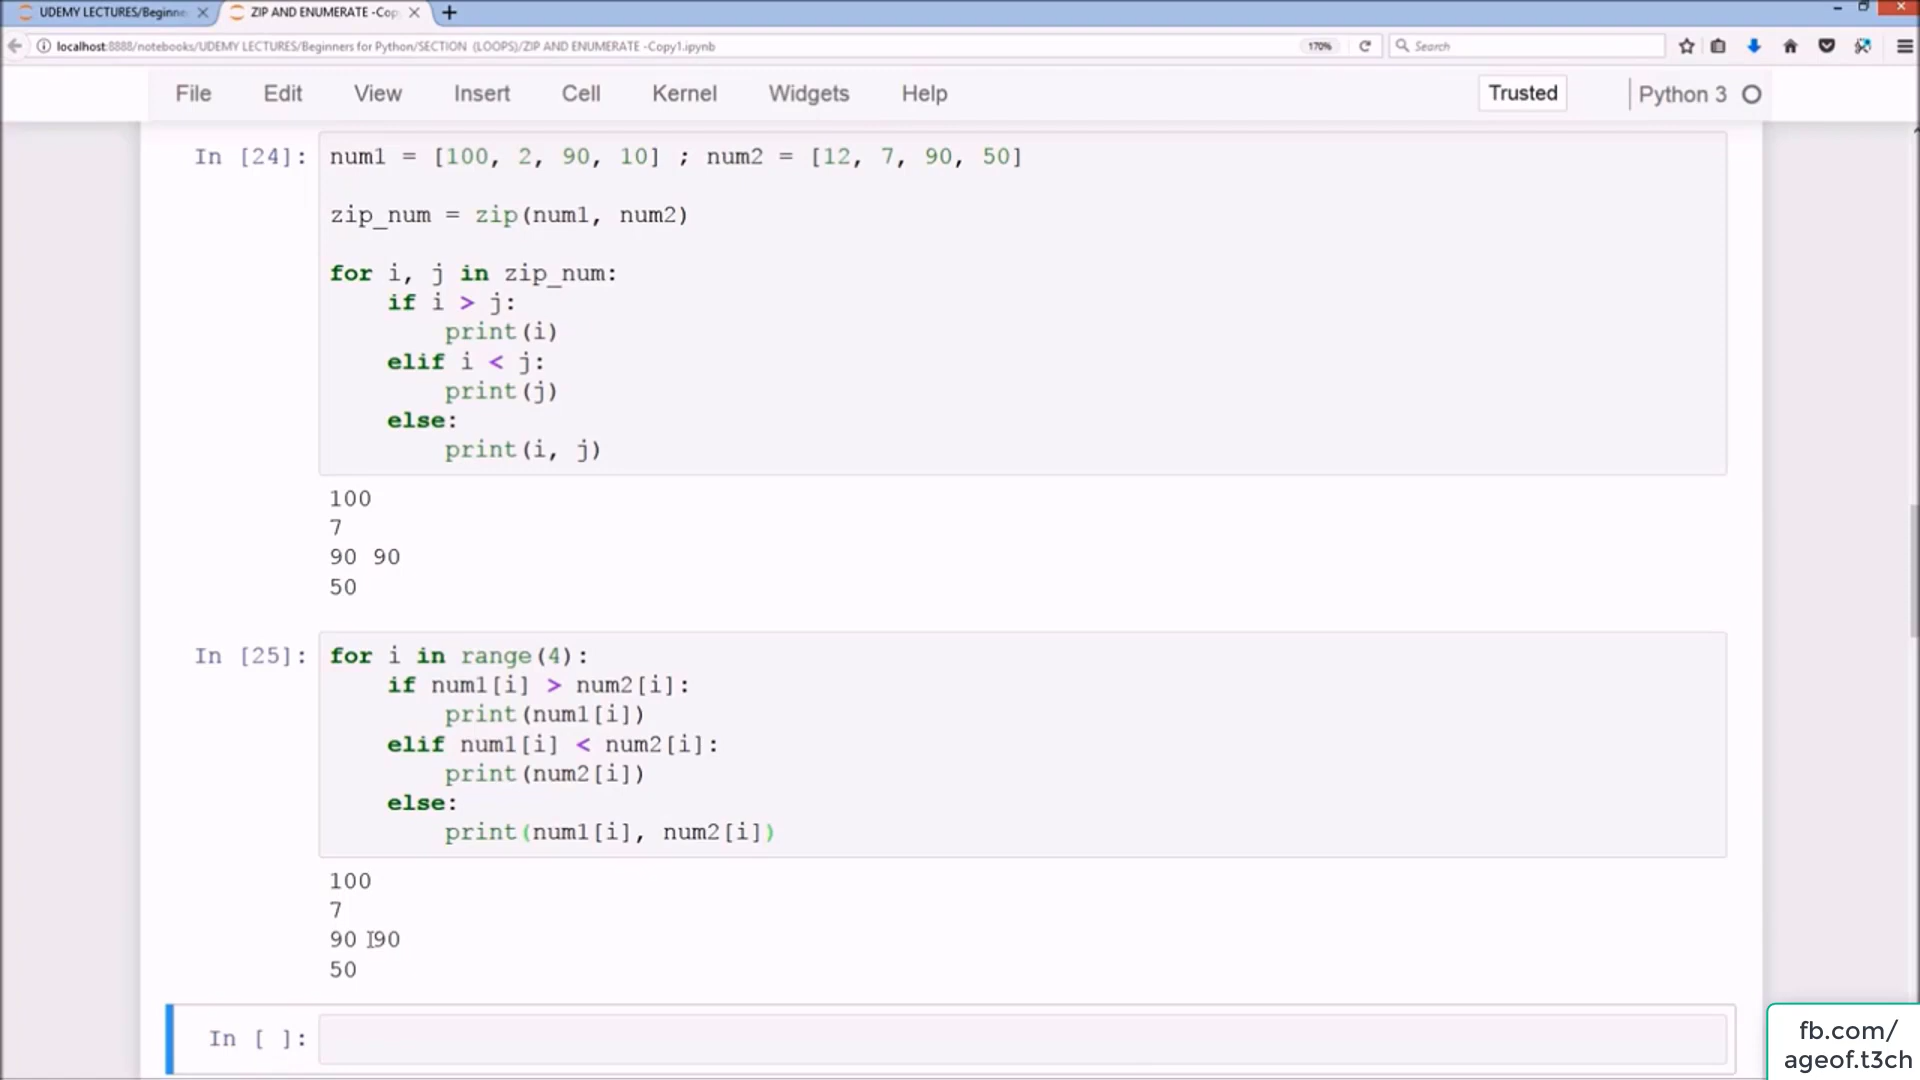 UDEMY LECTURES/Beginne
ZIP AND ENUMERATE -Cop
localhost:8888/notebooks/UDEMY LECTURES/Beginners for Python/SECTION (LOOPS)/ZIP AND ENUMERATE -Copy1.ipynb
170%
Search
File Edit View Insert Cell Kernel Widgets Help
Trusted
Python 3
In [24]:
num1 = [100, 2, 90, 10] ; num2 = [12, 7, 90, 50]
zip_num = zip(num1, num2)
for i, j in zip_num:
    if i > j:
        print(i)
    elif i < j:
        print(j)
    else:
        print(i, j)
100
7
90 90
50
In [25]:
for i in range(4):
    if num1[i] > num2[i]:
        print(num1[i])
    elif num1[i] < num2[i]:
        print(num2[i])
    else:
        print(num1[i], num2[i])
100
7
90 90
50
In [ ]:
fb.com/
ageof.t3ch